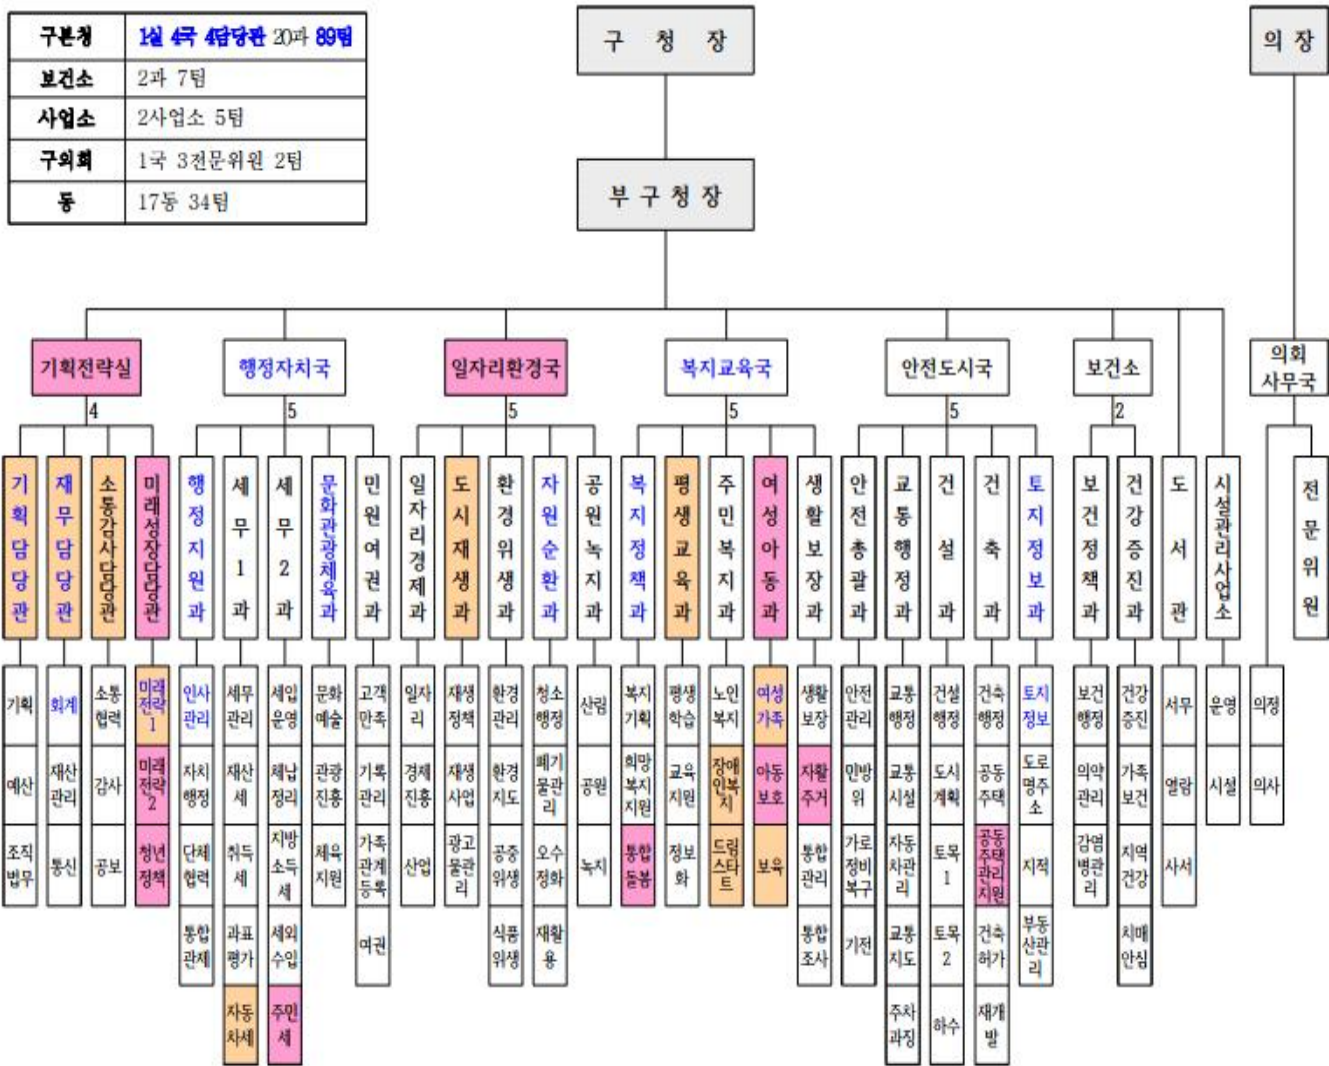 구본청 1실 4국 4담당관 20과 89팀
보건소 2과 7팀
사업소 2사업소 5팀
구의회 1국 3전문위원 2팀
동 17동 34팀
구 청 장
의 장
부 구 청 장
기획전략실
행정자치국
일자리환경국
복지교육국
안전도시국
보건소
의회
사무국
4 5 5 5 5 2
기획담당관
재무담당관
소통감사담당관
미래성장담당관
행정지원과
세무1과
세무2과
문화관광체육과
민원여권과
일자리경제과
도시재생과
환경위생과
자원순환과
공원녹지과
복지정책과
평생교육과
주민복지과
여성아동과
생활보장과
안전총괄과
교통행정과
건설과
건축과
토지정보과
보건정책과
건강증진과
도서관
시설관리사업소
전문위원
기획
예산
조직
법무
회계
재산
관리
통신
소통
협력
감사
공보
미래
전략
1
미래
전략
2
청년
정책
인사
관리
자치
행정
단체
협력
통합
관제
세무
관리
재산
세
취득
세
과표
평가
자동
차세
세입
운영
체납
정리
지방
소득
세
세외
수입
주민
세
문화
예술
관광
진흥
체육
지원
고객
만족
기록
관리
가족
관계
등록
여권
일자
리
경제
진흥
산업
재생
정책
재생
사업
광고
물관
리
환경
관리
환경
지도
공중
위생
식품
위생
청소
행정
폐기
물관
리
오수
정화
재활
용
산림
공원
녹지
복지
기획
희망
복지
지원
통합
돌봄
평생
학습
교육
지원
정보
화
노인
복지
장애
인복
지
드림
스타
트
여성
가족
아동
보호
보육
생활
보장
자활
주거
통합
관리
통합
조사
안전
관리
민방
위
가로
정비
복구
기전
교통
행정
교통
시설
자동
차관
리
교통
지도
주차
과징
건설
행정
도시
계획
토목
1
토목
2
하수
건축
행정
공동
주택
공동
주택
관리
지원
건축
허가
재개
발
토지
정보
도로
명주
소
지적
부동
산관
리
보건
행정
의약
관리
감염
병관
리
건강
증진
가족
보건
지역
건강
치매
안심
서무
열람
사서
운영
시설
의정
의사